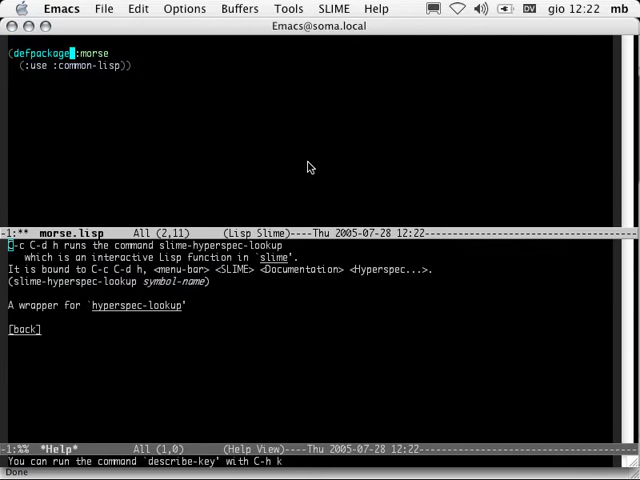 Emacs File Edit Options Buffers Tools SLIME Help DV gio 12:22 mb
Emacs@soma.local
(defpackage :morse
(:use :common-lisp))
-1:** morse.lisp All (2,11) (Lisp Slime)----Thu 2005-07-28 12:22
C-c C-d h runs the command slime-hyperspec-lookup
which is an interactive Lisp function in `slime'.
It is bound to C-c C-d h, <menu-bar> <SLIME> <Documentation> <Hyperspec...>.
(slime-hyperspec-lookup symbol-name)
A wrapper for `hyperspec-lookup'
[back]
-1:%% *Help* All (1,0) (Help View)----Thu 2005-07-28 12:22
You can run the command `describe-key' with C-h k
Done